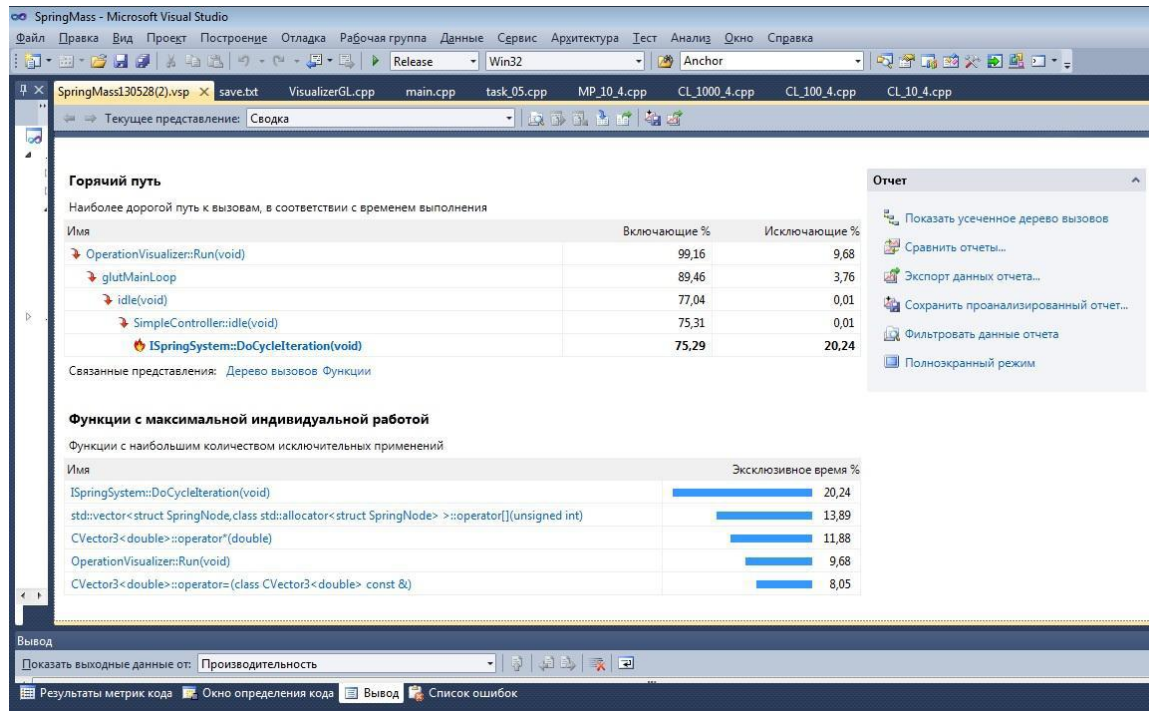 SpringMass - Microsoft Visual Studio
Файл Правка Вид Проект Построение Отладка Рабочая группа Данные Сервис Архитектура Тест Анализ Окно Справка
Release Win32 Anchor
SpringMass130528(2).vsp save.txt VisualizerGL.cpp main.cpp task_05.cpp MP_10_4.cpp CL_1000_4.cpp CL_100_4.cpp CL_10_4.cpp
Текущее представление: Сводка
Горячий путь
Наиболее дорогой путь к вызовам, в соответствии с временем выполнения
Имя Включающие % Исключающие %
OperationVisualizer::Run(void) 99,16 9,68
glutMainLoop 89,46 3,76
idle(void) 77,04 0,01
SimpleController::idle(void) 75,31 0,01
ISpringSystem::DoCycleIteration(void) 75,29 20,24
Связанные представления: Дерево вызовов Функции
Функции с максимальной индивидуальной работой
Функции с наибольшим количеством исключительных применений
Имя Эксклюзивное время %
ISpringSystem::DoCycleIteration(void) 20,24
std::vector<struct SpringNode,class std::allocator<struct SpringNode> >::operator[](unsigned int) 13,89
CVector3<double>::operator*(double) 11,88
OperationVisualizer::Run(void) 9,68
CVector3<double>::operator=(class CVector3<double> const &) 8,05
Отчет
Показать усеченное дерево вызовов
Сравнить отчеты...
Экспорт данных отчета...
Сохранить проанализированный отчет...
Фильтровать данные отчета
Полноэкранный режим
Вывод
Показать выходные данные от: Производительность
Результаты метрик кода Окно определения кода Вывод Список ошибок